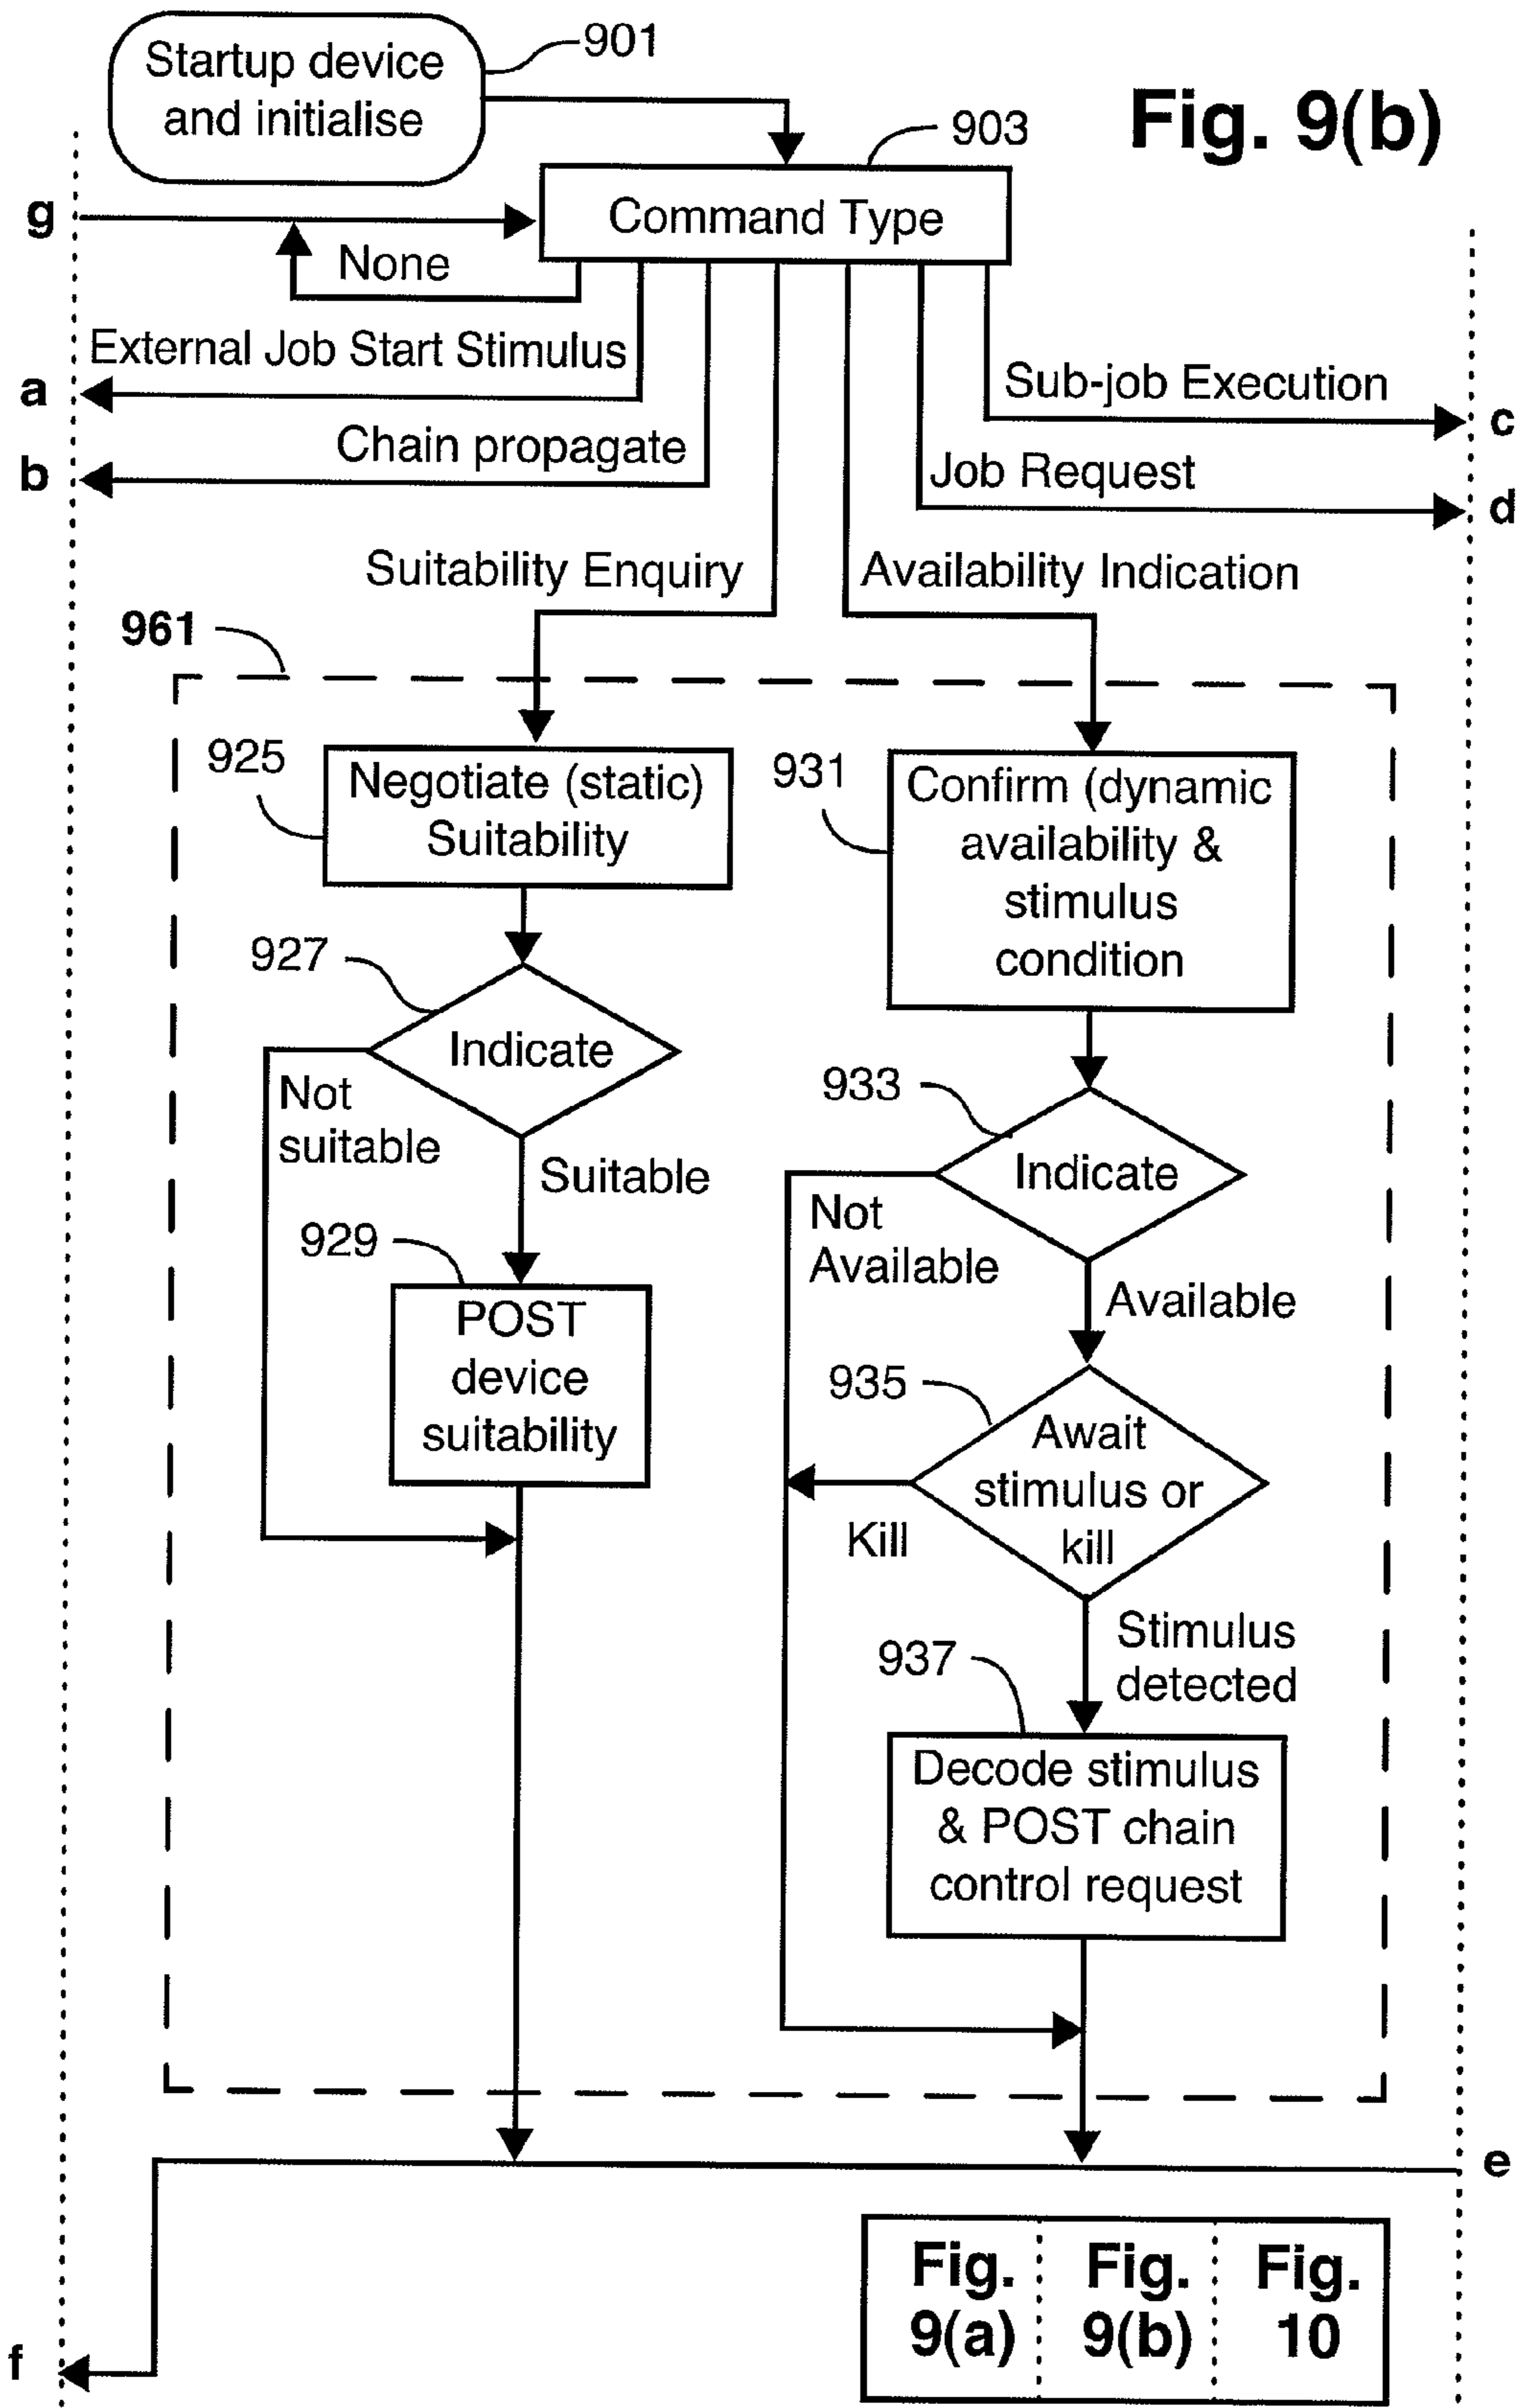 Startup device
and initialise
901
Fig. 9(b)
903
g
Command Type
None
External Job Start Stimulus
a
Sub-job Execution
c
Chain propagate
b
Job Request
d
Suitability Enquiry
Availability Indication
961
925
Negotiate (static)
Suitability
931
Confirm (dynamic
availability &
stimulus
condition
927
Indicate
Not
suitable
Suitable
933
Indicate
Not
Available
Available
929
POST
device
suitability
935
Await
stimulus or
kill
Kill
Stimulus
detected
937
Decode stimulus
& POST chain
control request
e
f
Fig.
9(a)
Fig.
9(b)
Fig.
10